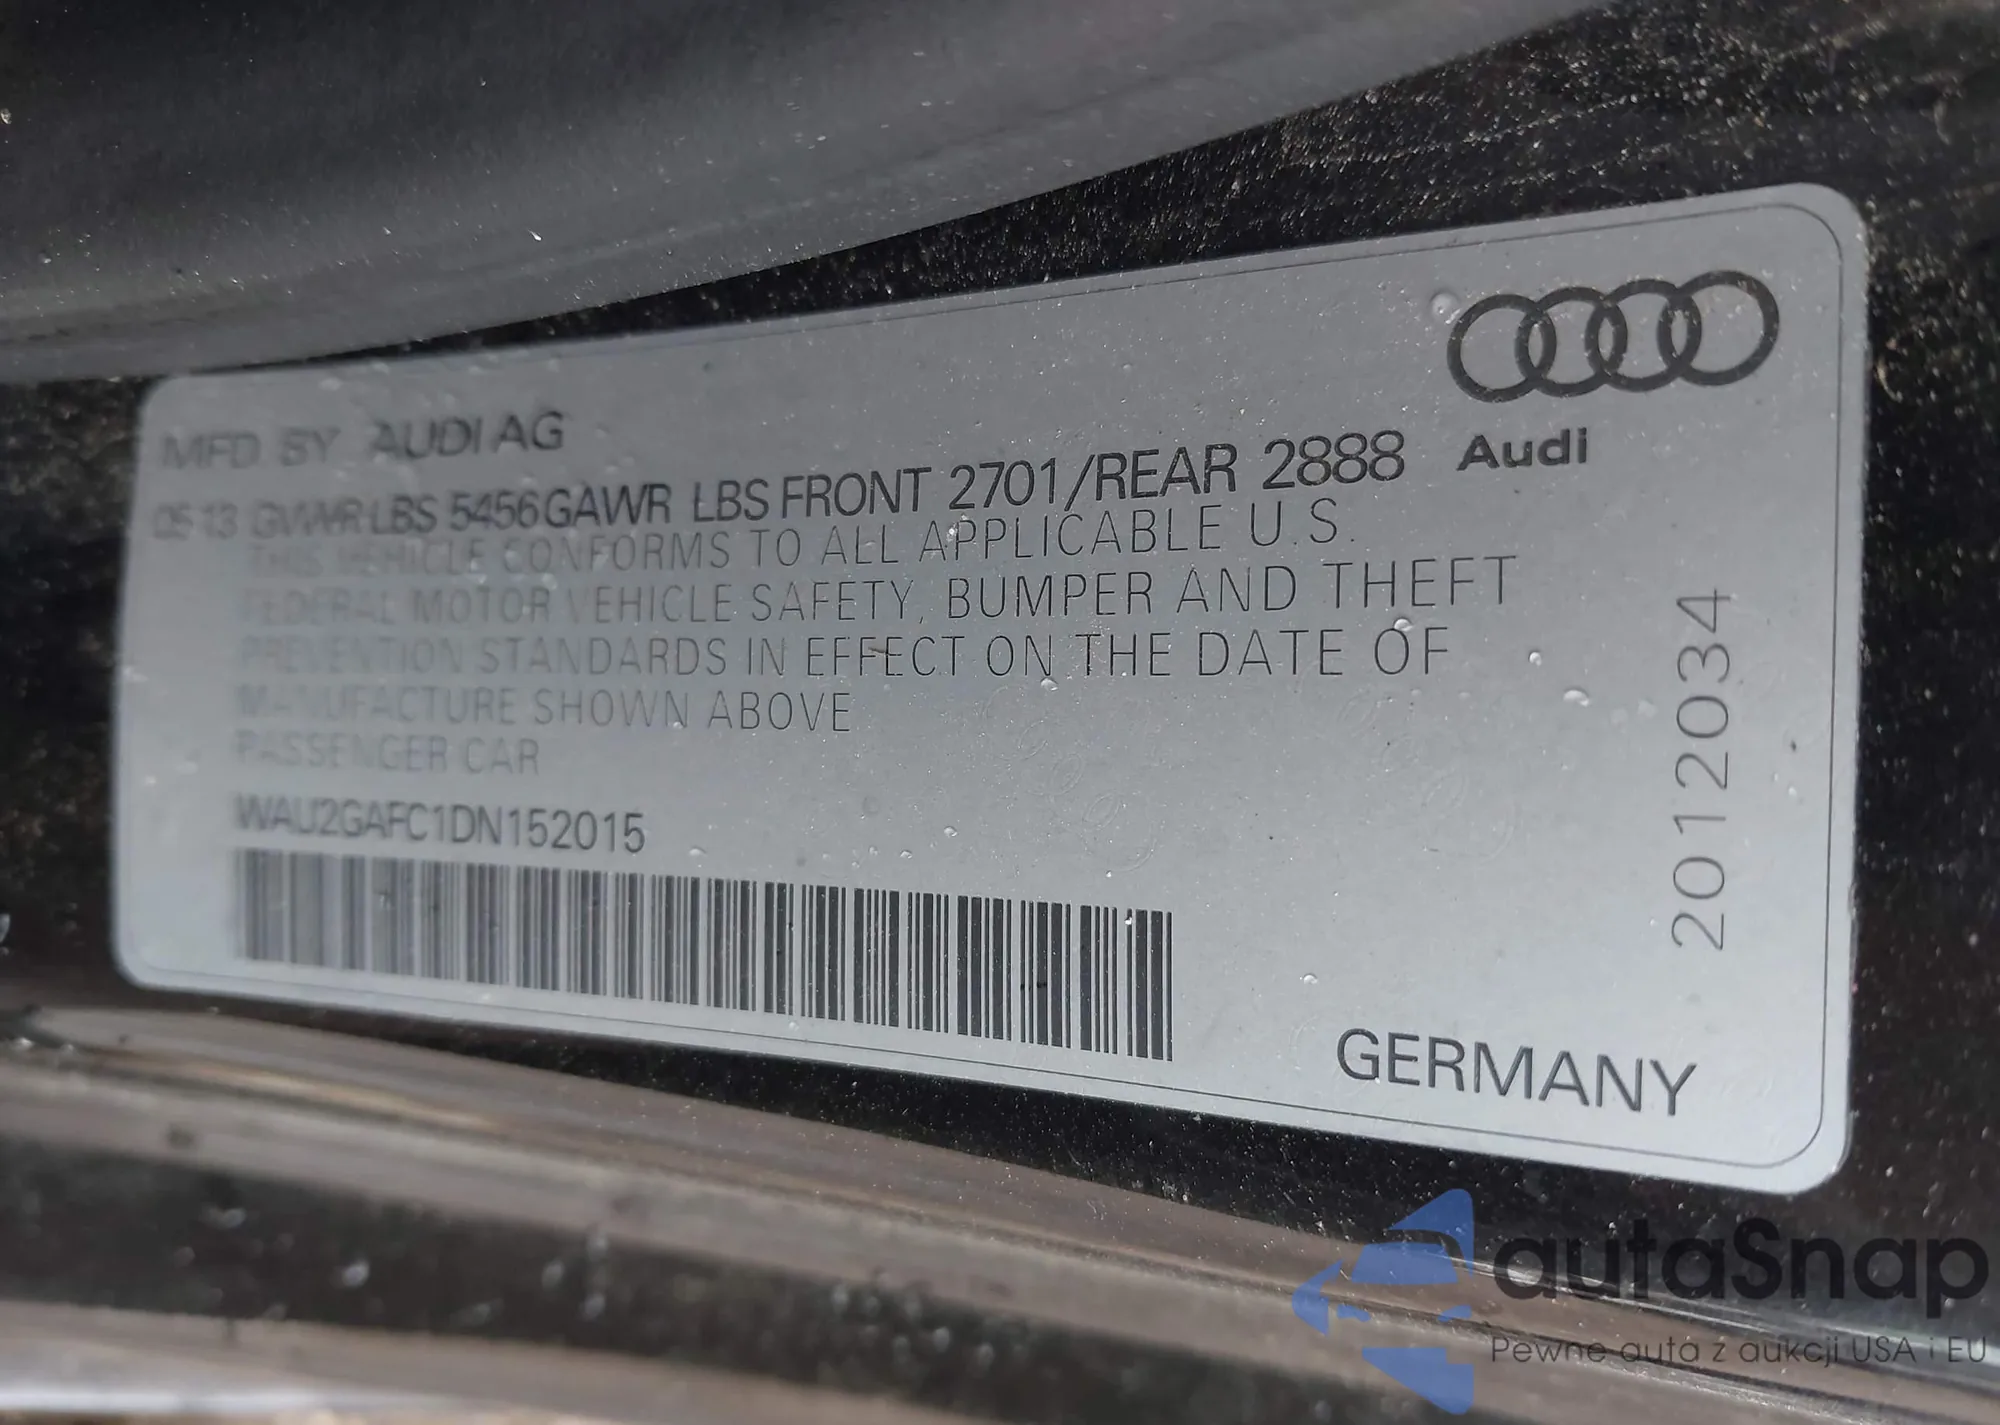 MFD BY AUDI AG
05 13 GVWR LBS 5456 GAWR LBS FRONT 2701/REAR 2888
Audi
THIS VEHICLE CONFORMS TO ALL APPLICABLE U.S.
FEDERAL MOTOR VEHICLE SAFETY, BUMPER AND THEFT
PREVENTION STANDARDS IN EFFECT ON THE DATE OF
MANUFACTURE SHOWN ABOVE
PASSENGER CAR
WAU2GAFC1DN152015
2012034
GERMANY
autaSnap
Pewne auta z aukcji USA i EU